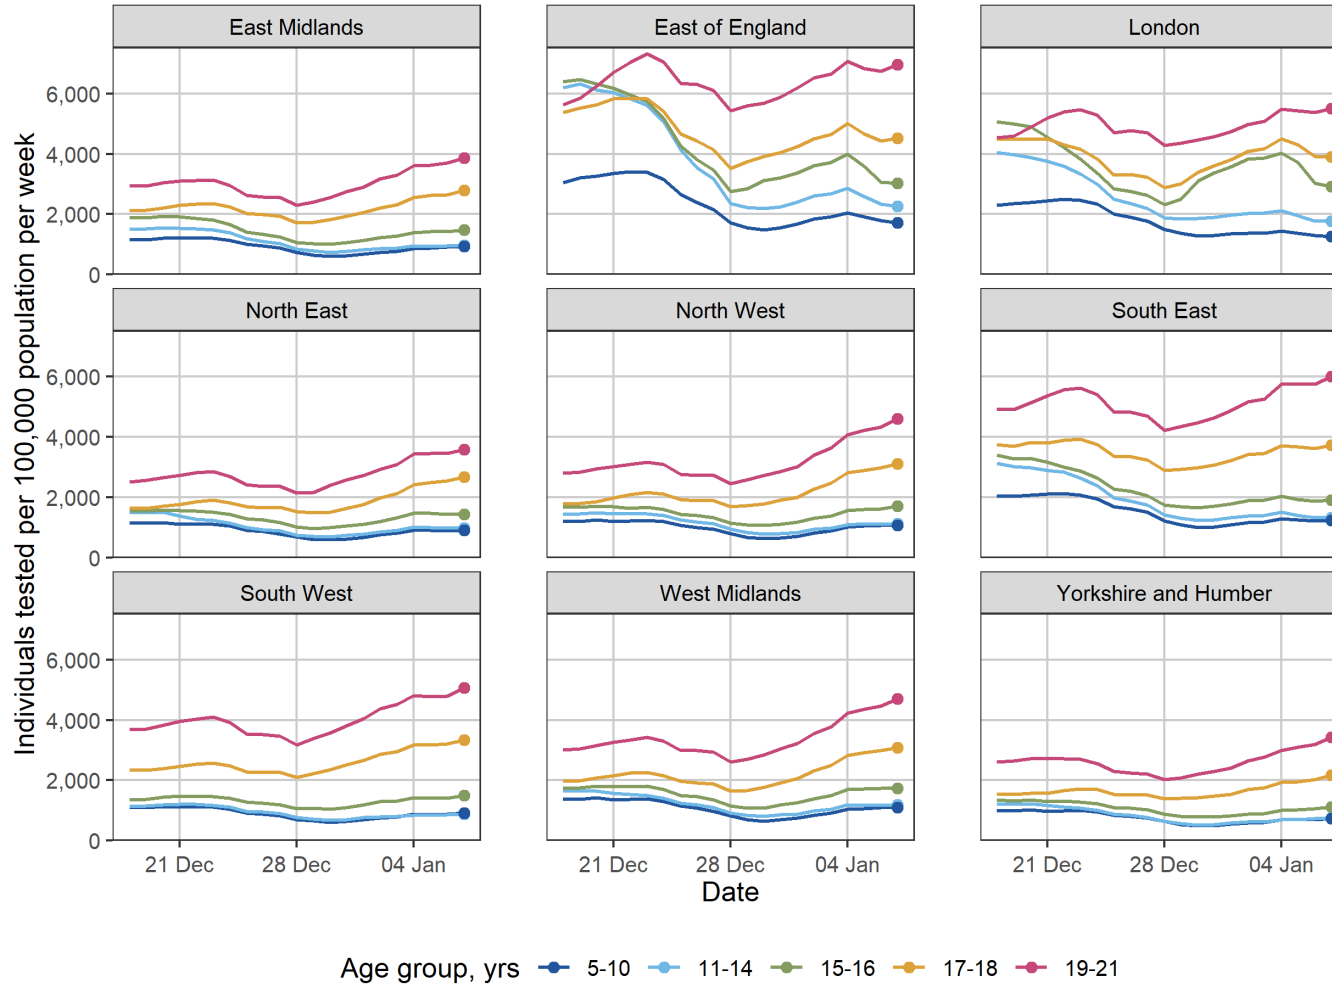 East Midlands
East of England
London
6,000
4,000
2,000
0
North East
North West
South East
6,000
4,000
2,000
0
South West
West Midlands
Yorkshire and Humber
6,000
4,000
2,000
0
21 Dec 28 Dec 04 Jan
21 Dec 28 Dec 04 Jan
21 Dec 28 Dec 04 Jan
Individuals tested per 100,000 population per week
Date
Age group, yrs 5-10 11-14 15-16 17-18 19-21